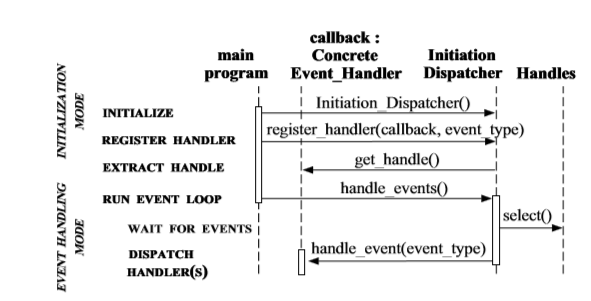 callback :
main Concrete Initiation
program Event_Handler Dispatcher Handles
INITIALIZATION
MODE
INITIALIZE Initiation_Dispatcher()
REGISTER HANDLER register_handler(callback, event_type)
EXTRACT HANDLE get_handle()
EVENT HANDLING
MODE
RUN EVENT LOOP handle_events()
WAIT FOR EVENTS select()
DISPATCH handle_event(event_type)
HANDLER(S)